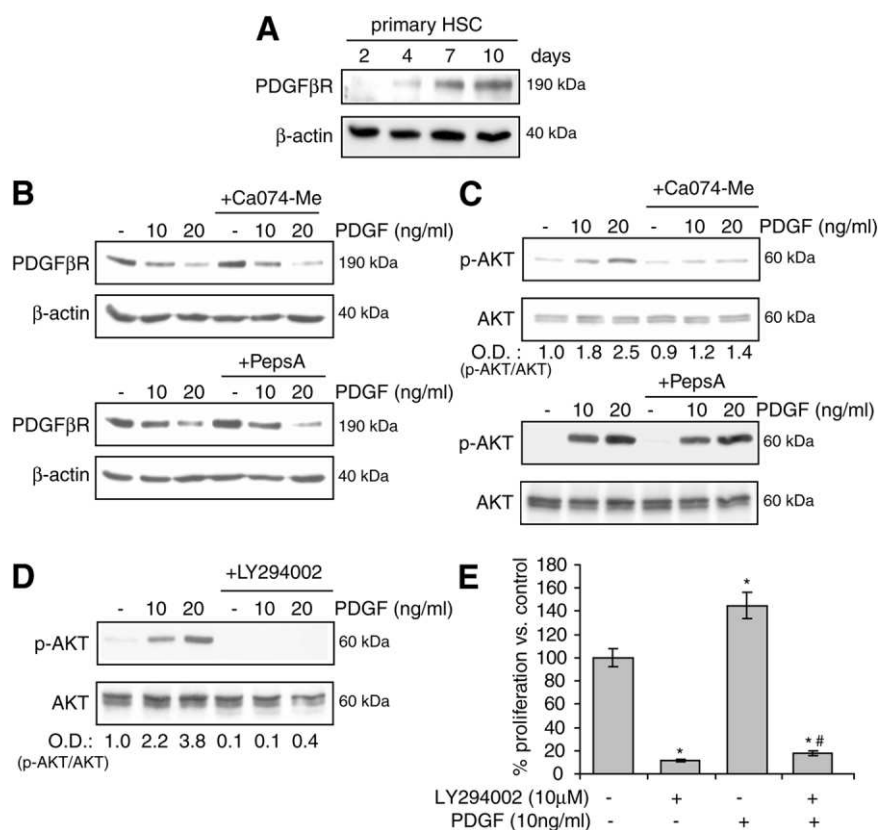 A
primary HSC
2 4 7 10 days
PDGFβR 190 kDa
β-actin 40 kDa
B
+Ca074-Me
- 10 20 - 10 20 PDGF (ng/ml)
PDGFβR 190 kDa
β-actin 40 kDa
+PepsA
- 10 20 - 10 20 PDGF (ng/ml)
PDGFβR 190 kDa
β-actin 40 kDa
C
+Ca074-Me
- 10 20 - 10 20 PDGF (ng/ml)
p-AKT 60 kDa
AKT 60 kDa
O.D. : 1.0 1.8 2.5 0.9 1.2 1.4
(p-AKT/AKT)
+PepsA
- 10 20 - 10 20 PDGF (ng/ml)
p-AKT 60 kDa
AKT 60 kDa
D
+LY294002
- 10 20 - 10 20 PDGF (ng/ml)
p-AKT 60 kDa
AKT 60 kDa
O.D.: 1.0 2.2 3.8 0.1 0.1 0.4
(p-AKT/AKT)
E
% proliferation vs. control
180
160
140
120
100
80
60
40
20
0
*
*
* #
LY294002 (10μM) - + - +
PDGF (10ng/ml) - - + +